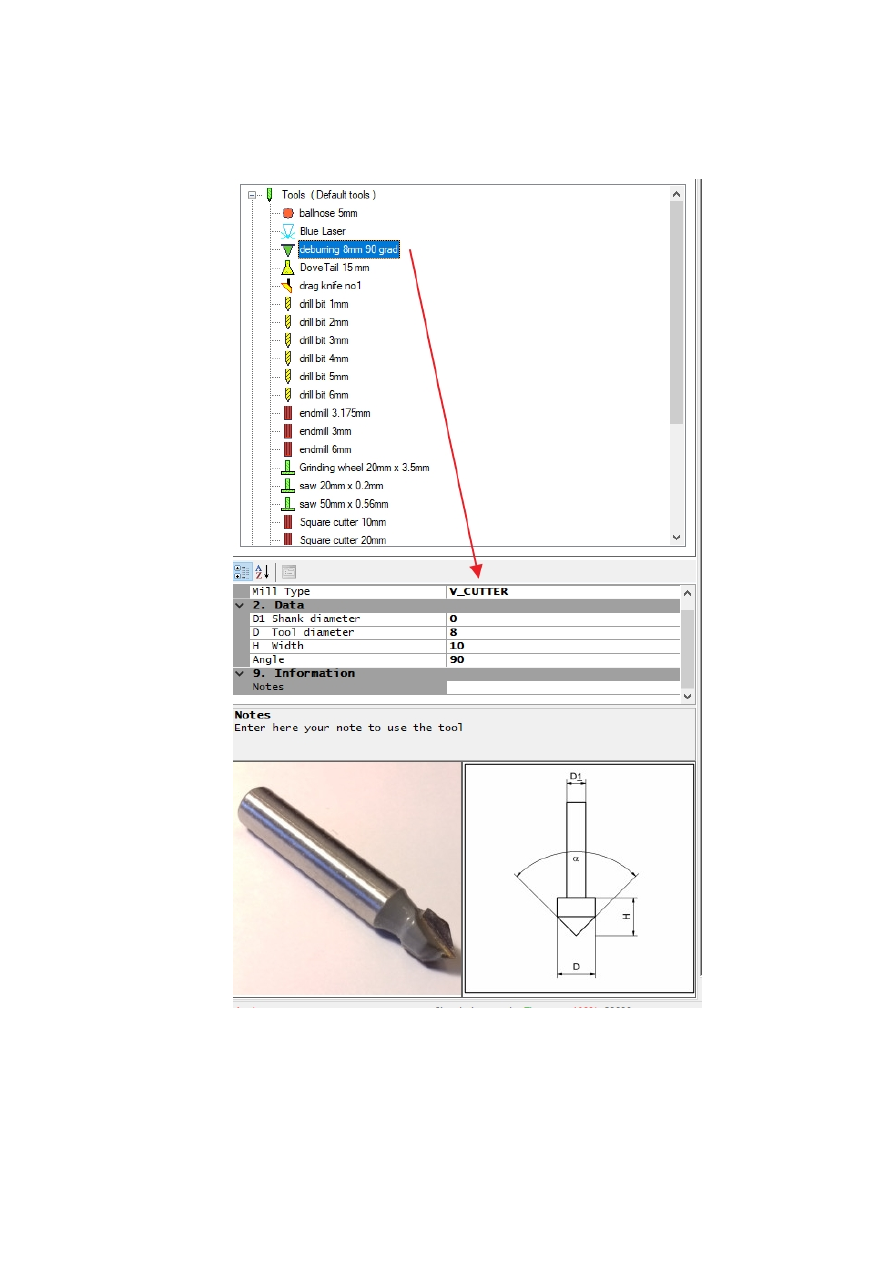 Tools ( Default tools )
ballnose 5mm
Blue Laser
deburring 8mm 90 grad
DoveTail 15 mm
drag knife no1
drill bit 1mm
drill bit 2mm
drill bit 3mm
drill bit 4mm
drill bit 5mm
drill bit 6mm
endmill 3.175mm
endmill 3mm
endmill 6mm
Grinding wheel 20mm x 3.5mm
saw 20mm x 0.2mm
saw 50mm x 0.56mm
Square cutter 10mm
Square cutter 20mm
A
Z
Mill Type V_CUTTER
2. Data
D1 Shank diameter 0
D Tool diameter 8
H Width 10
Angle 90
9. Information
Notes
Notes
Enter here your note to use the tool
D1
α
H
D